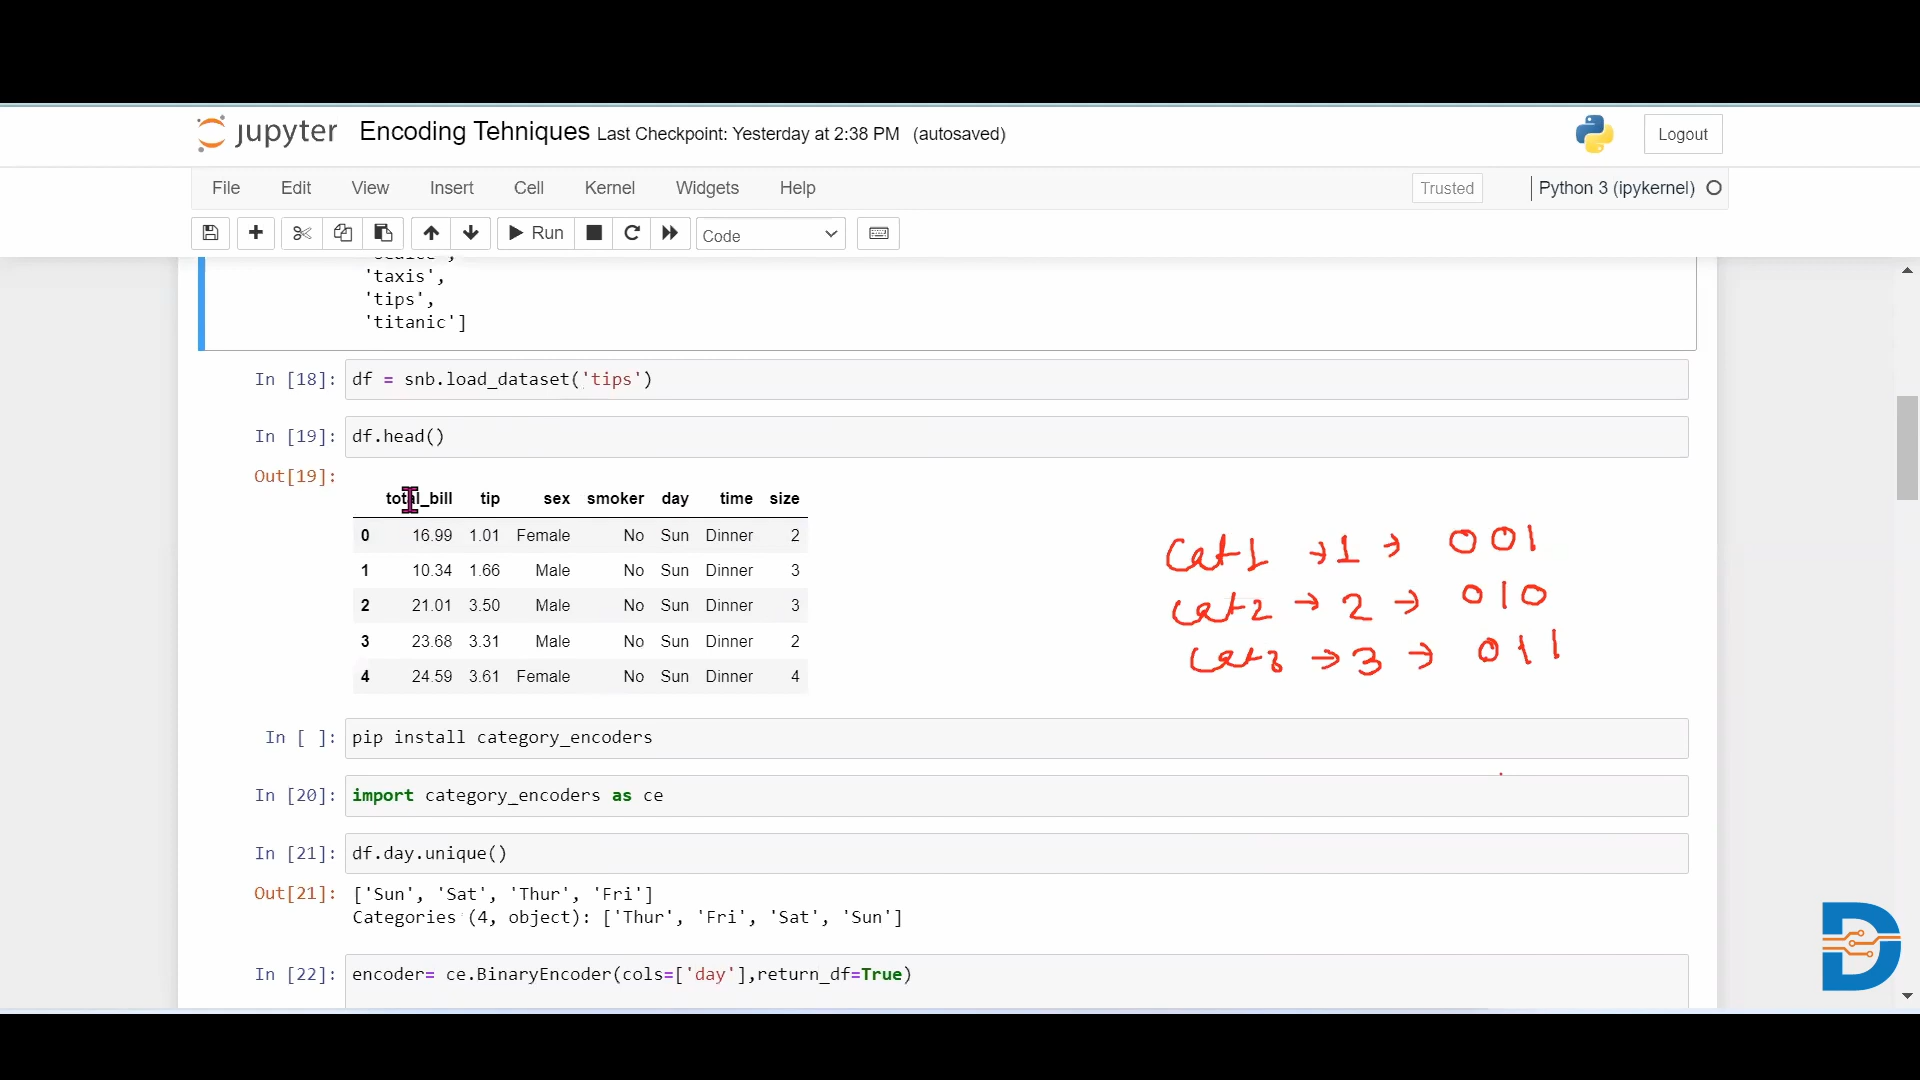 jupyter Encoding Tehniques Last Checkpoint: Yesterday at 2:38 PM (autosaved) Logout
File Edit View Insert Cell Kernel Widgets Help Trusted Python 3 (ipykernel)
Run Code
'taxis',
'tips',
'titanic']
In [18]: df = snb.load_dataset('tips')
In [19]: df.head()
Out[19]:
total_bill tip sex smoker day time size
0 16.99 1.01 Female No Sun Dinner 2
1 10.34 1.66 Male No Sun Dinner 3
2 21.01 3.50 Male No Sun Dinner 3
3 23.68 3.31 Male No Sun Dinner 2
4 24.59 3.61 Female No Sun Dinner 4
Cat1 → 1 → 001
Cat2 → 2 → 010
Cat3 → 3 → 011
In [ ]: pip install category_encoders
In [20]: import category_encoders as ce
In [21]: df.day.unique()
Out[21]: ['Sun', 'Sat', 'Thur', 'Fri']
Categories (4, object): ['Thur', 'Fri', 'Sat', 'Sun']
In [22]: encoder= ce.BinaryEncoder(cols=['day'],return_df=True)